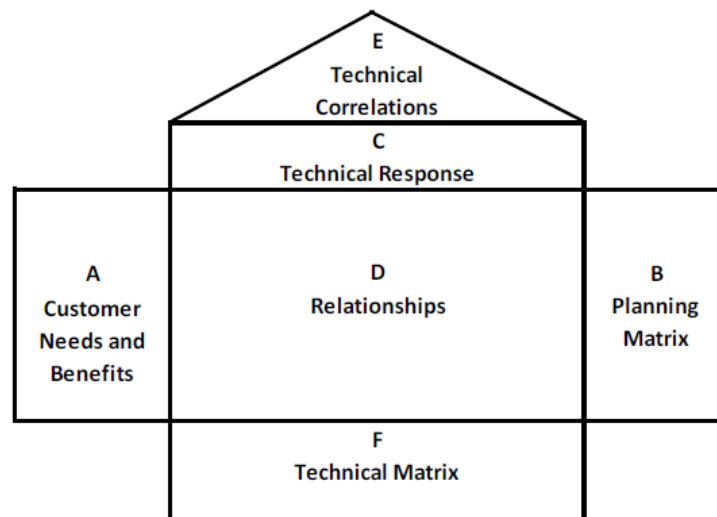 E
Technical
Correlations
C
Technical Response
A
Customer
Needs and
Benefits
D
Relationships
B
Planning
Matrix
F
Technical Matrix